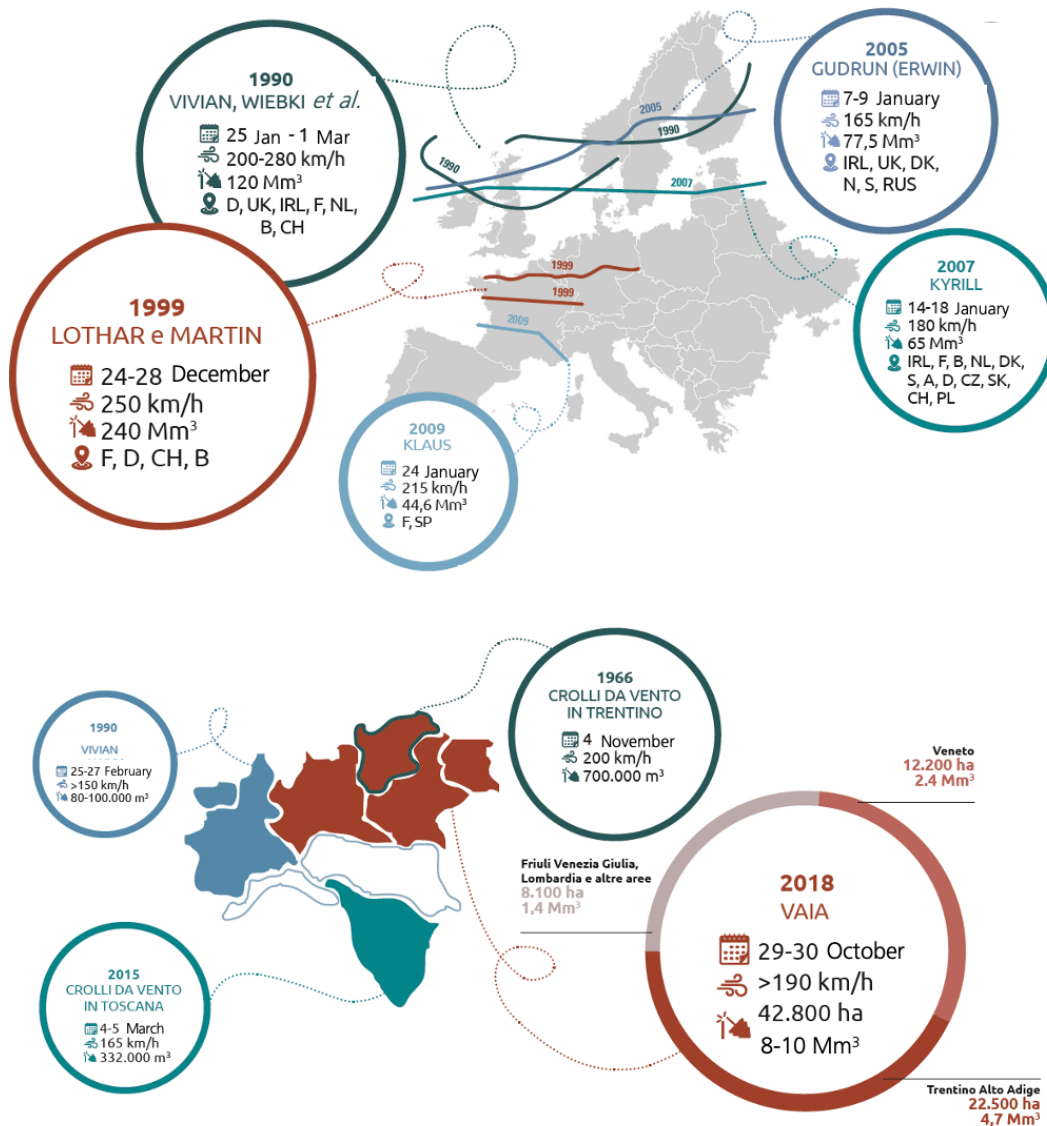 1990
VIVIAN, WIEBKI et al.
25 Jan - 1 Mar
200-280 km/h
120 Mm³
D, UK, IRL, F, NL,
B, CH
2005
GUDRUN (ERWIN)
7-9 January
165 km/h
77,5 Mm³
IRL, UK, DK,
N, S, RUS
2005
1990
1990
2007
1999
1999
2009
1999
LOTHAR e MARTIN
24-28 December
250 km/h
240 Mm³
F, D, CH, B
2007
KYRILL
14-18 January
180 km/h
65 Mm³
IRL, F, B, NL, DK,
S, A, D, CZ, SK,
CH, PL
2009
KLAUS
24 January
215 km/h
44,6 Mm³
F, SP
1966
CROLLI DA VENTO
IN TRENTINO
4 November
200 km/h
700.000 m³
1990
VIVIAN
25-27 February
>150 km/h
80-100.000 m³
Veneto
12.200 ha
2.4 Mm³
Friuli Venezia Giulia,
Lombardia e altre aree
8.100 ha
1,4 Mm³
2018
VAIA
29-30 October
>190 km/h
42.800 ha
8-10 Mm³
2015
CROLLI DA VENTO
IN TOSCANA
4-5 March
165 km/h
332.000 m³
Trentino Alto Adige
22.500 ha
4,7 Mm³